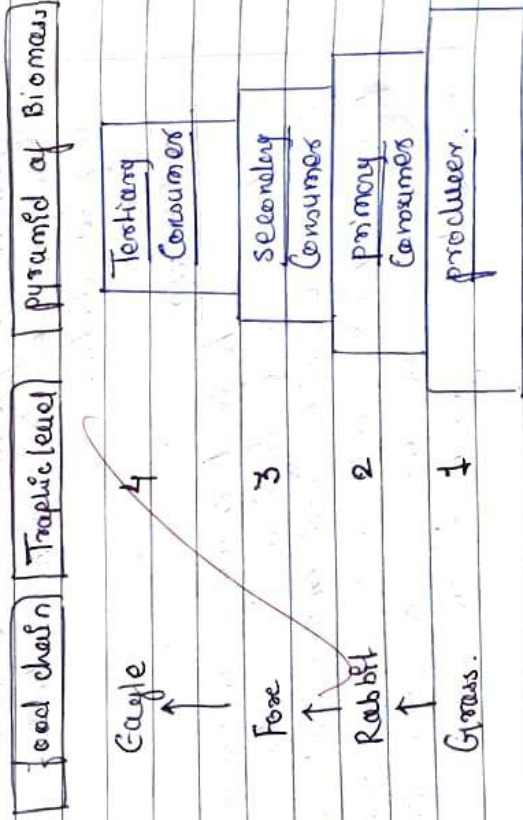 food chain Trophic level pyramid of Biomass
Eagle 4 Tertiary
Consumer
Foxe 3 secondary
Consumer
Rabbit 2 primary
Consumer
Grass. 1 producer.